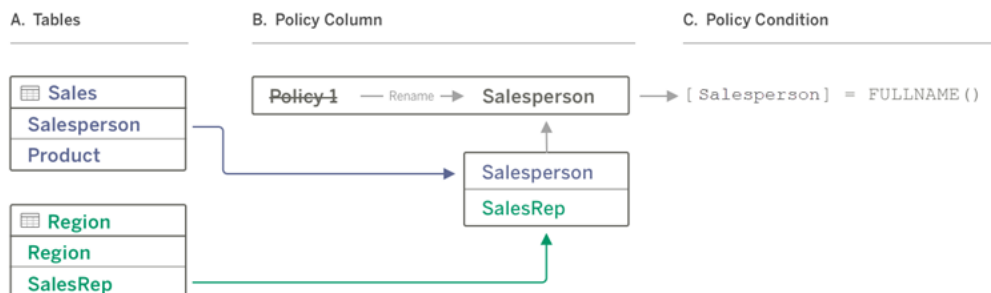 A. Tables
B. Policy Column
C. Policy Condition
Sales
Salesperson
Product
Region
Region
SalesRep
Policy 1
Rename
Salesperson
Salesperson
SalesRep
[Salesperson] = FULLNAME()